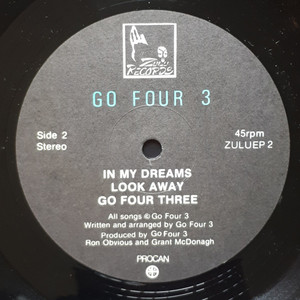 Zulu
RECORDS
GO FOUR 3
Side 2
Stereo
45rpm
ZULUEP 2
IN MY DREAMS
LOOK AWAY
GO FOUR THREE
All songs © Go Four 3
Written and arranged by Go Four 3
Produced by Go Four 3
Ron Obvious and Grant McDonagh
PROCAN